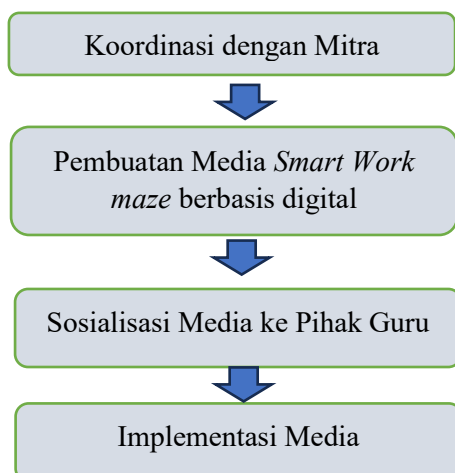 Koordinasi dengan Mitra
Pembuatan Media Smart Work
maze berbasis digital
Sosialisasi Media ke Pihak Guru
Implementasi Media